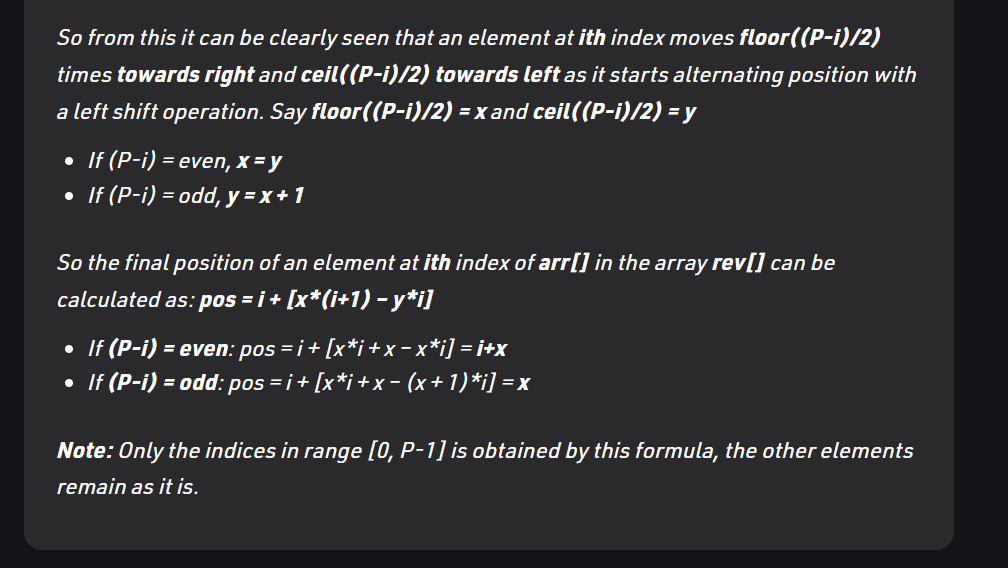 So from this it can be clearly seen that an element at ith index moves floor((P-i)/2)
times towards right and ceil((P-i)/2) towards left as it starts alternating position with
a left shift operation. Say floor((P-i)/2) = x and ceil((P-i)/2) = y
• If (P-i) = even, x = y
• If (P-i) = odd, y = x + 1
So the final position of an element at ith index of arr[] in the array rev[] can be
calculated as: pos = i + [x*(i+1) – y*i]
• If (P-i) = even: pos = i + [x*i + x – x*i] = i+x
• If (P-i) = odd: pos = i + [x*i + x – (x + 1)*i] = x
Note: Only the indices in range [0, P-1] is obtained by this formula, the other elements
remain as it is.